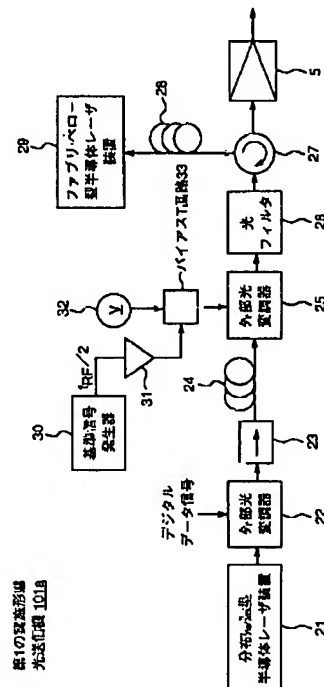 第1の実施形態
光送信機 101a
分布帰還型
半導体レーザ装置
21
デジタル
データ信号
外部光
変調器
22
23
24
基準信号
発生器
30
fRF/2
31
32
V
バイアスT回路33
外部光
変調器
25
光
フィルタ
26
27
28
ファブリ・ペロー
型半導体レーザ
装置
29
5